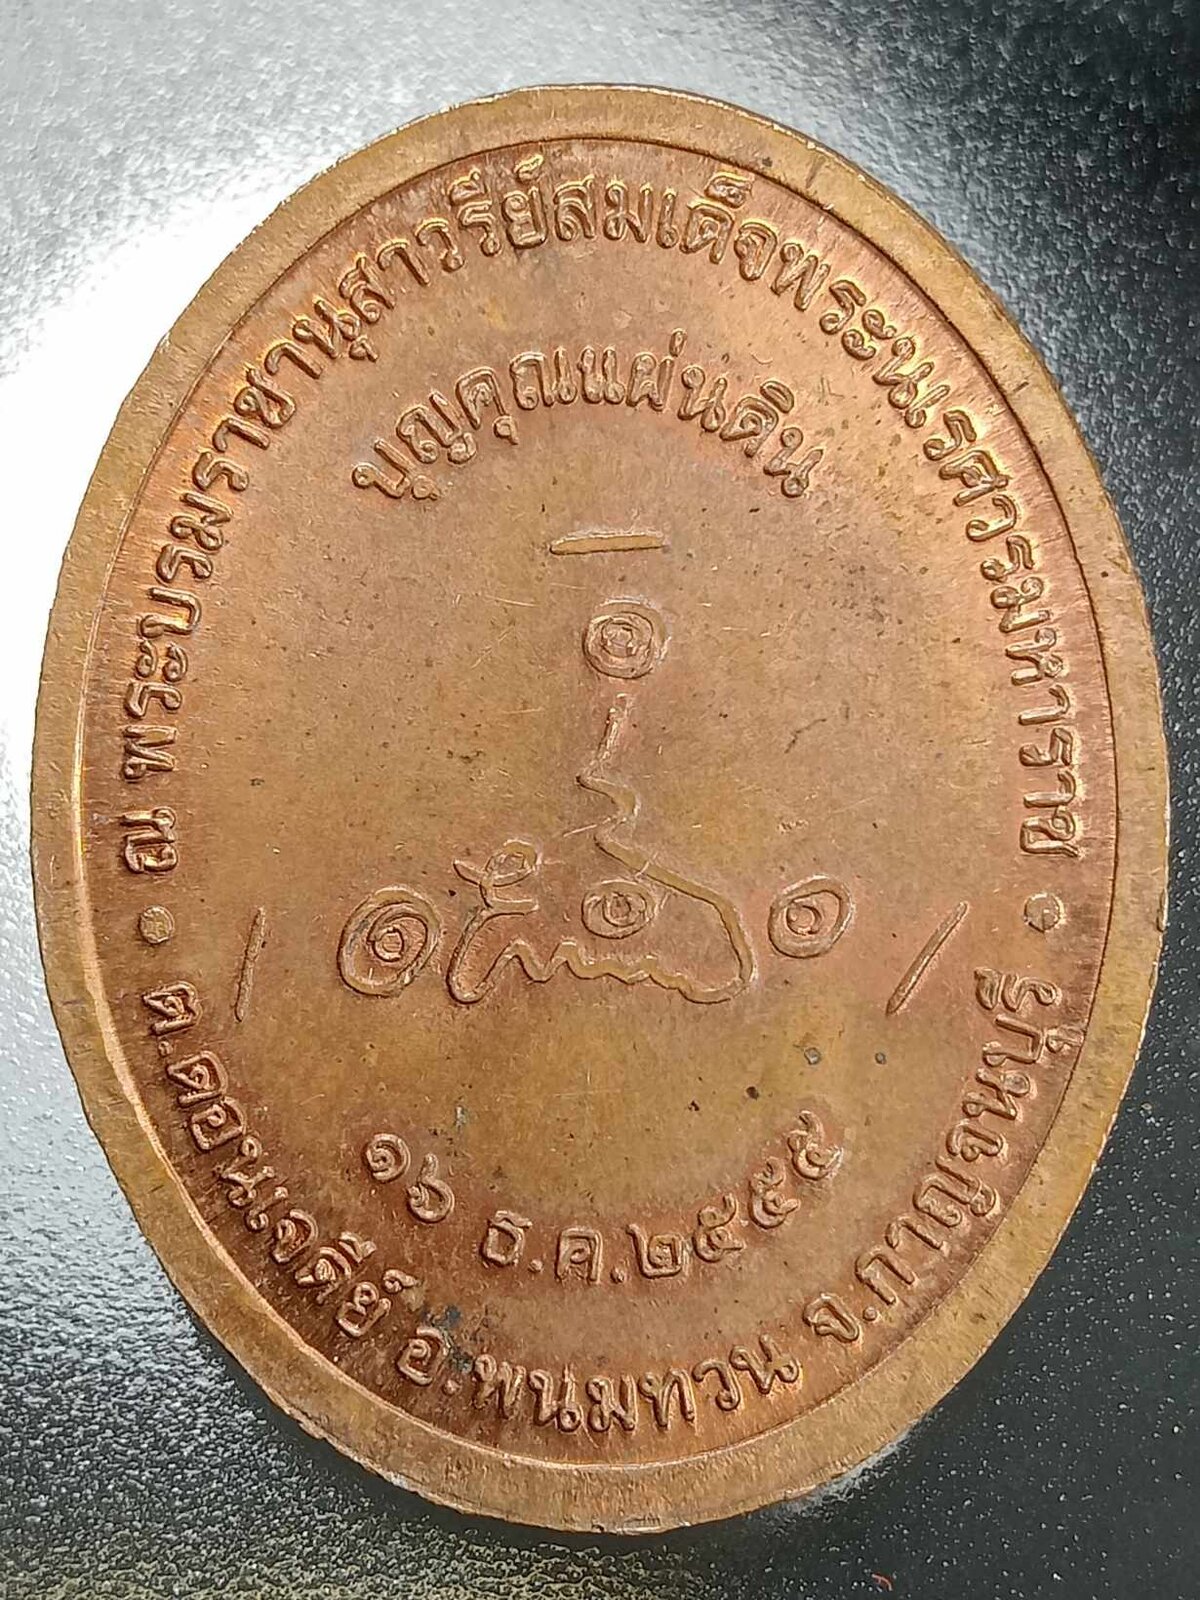 ณ พระบรมราชานุสาวรีย์สมเด็จพระนเรศวรมหาราช
บุญคุณแผ่นดิน
๑๖ ธ.ค.๒๕๕๕
ต.ดอนเจดีย์ อ.พนมทวน จ.กาญจนบุรี